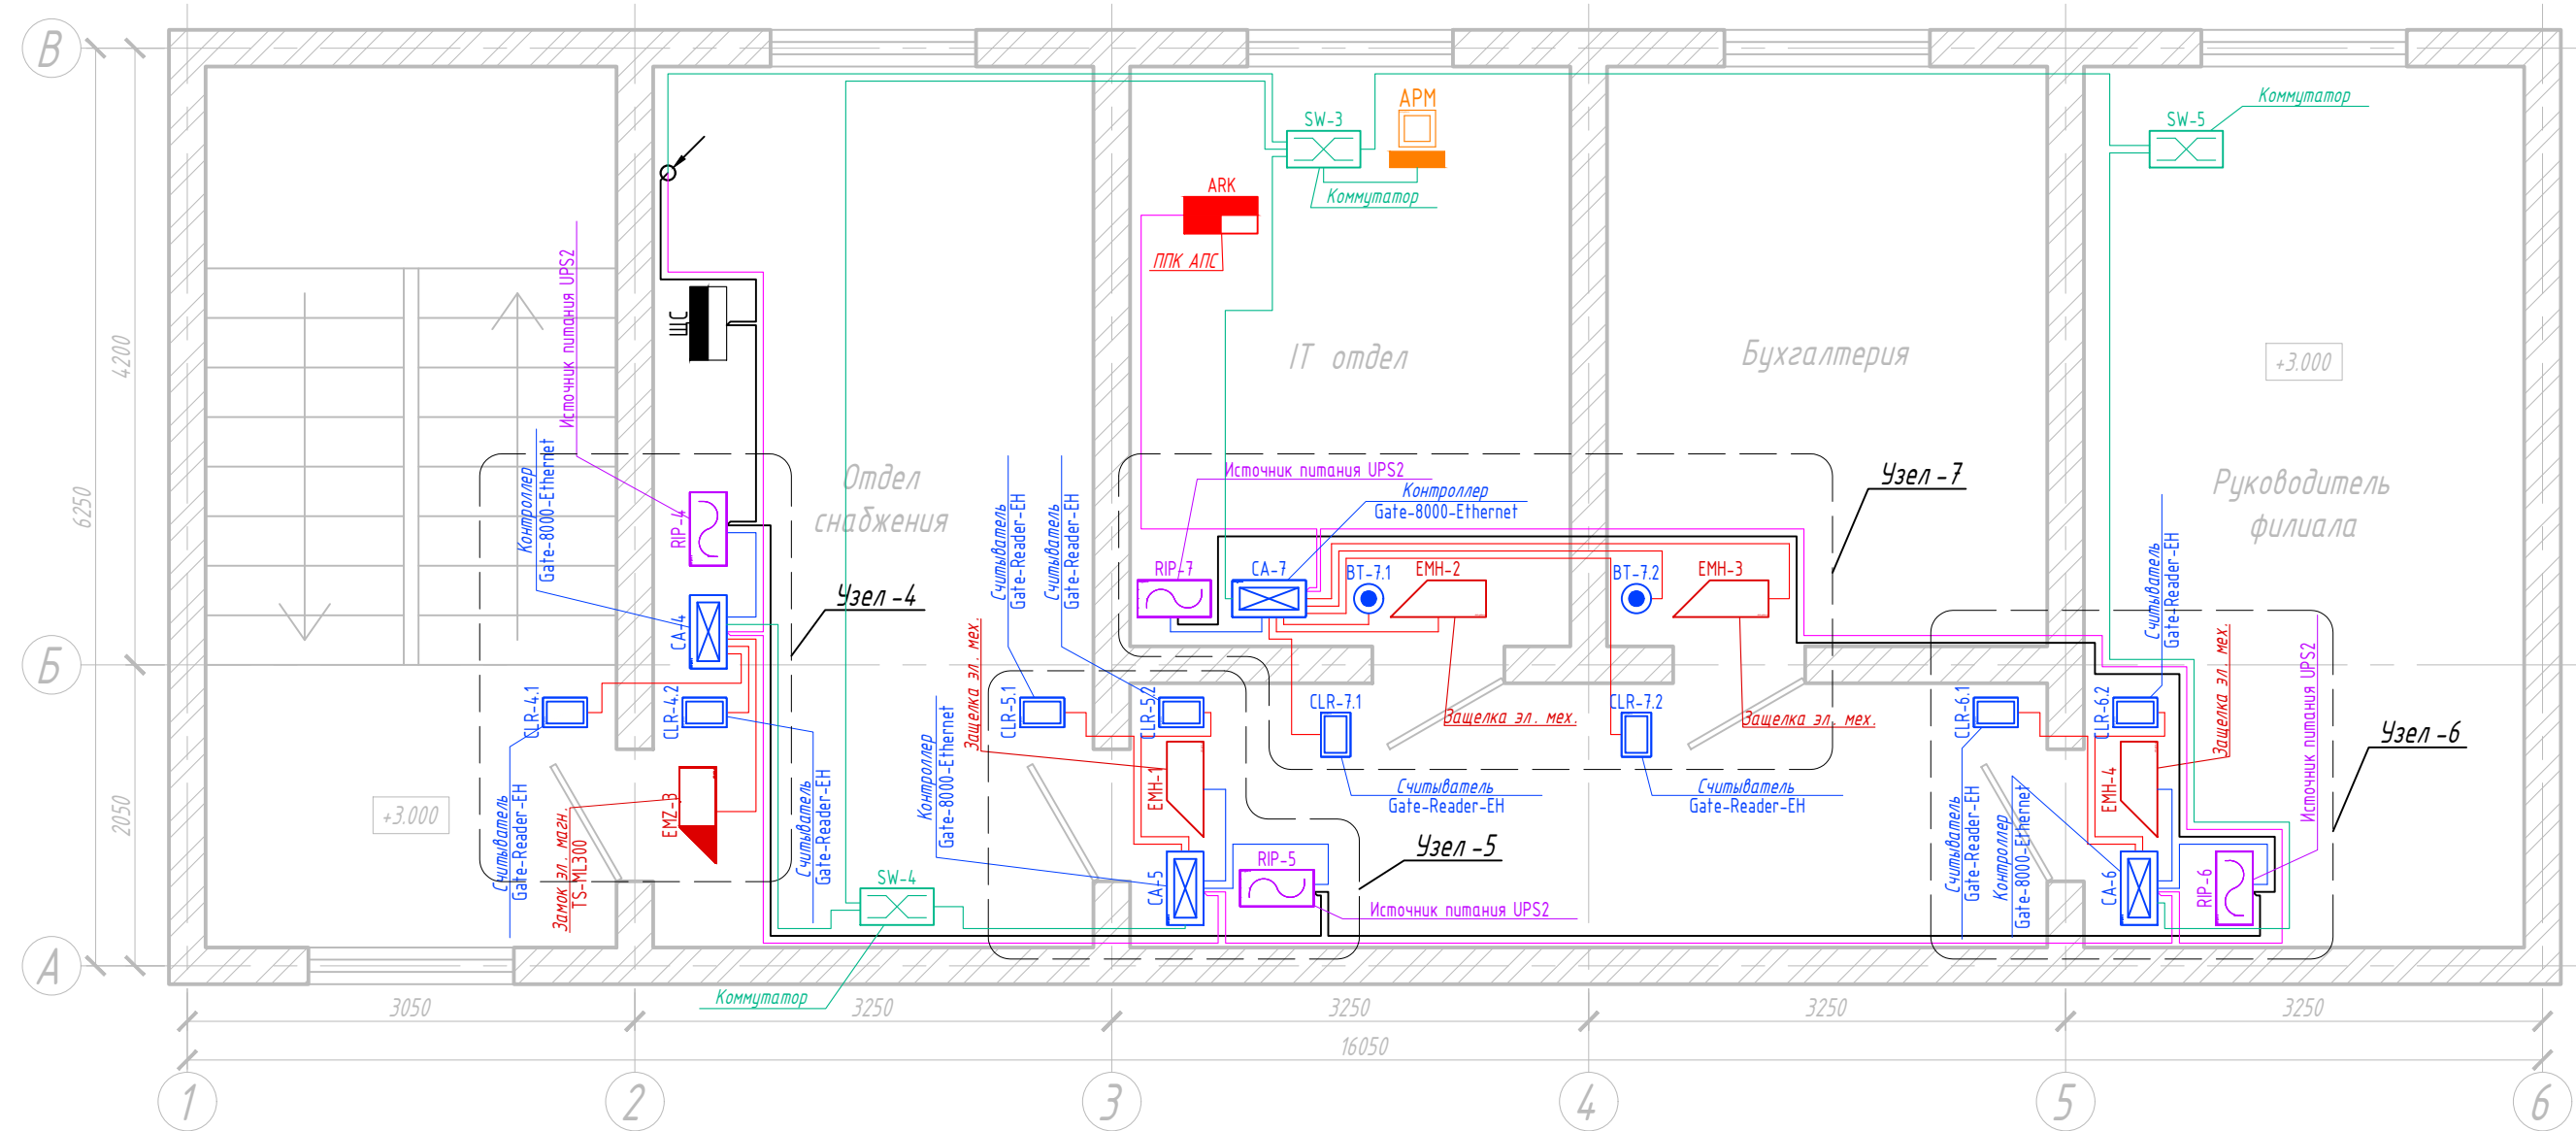 В
Б
А
4200
6250
2050
Источник питания UPS2
Контроллер
Gate-8000-Ethernet
ЩС
RIP-4
CA-4
CLR-4.1
CLR-4.2
EMZ-3
Считыватель
Gate-Reader-EH
Замок эл. магн.
TS-ML300
Считыватель
Gate-Reader-EH
+3.000
Узел -4
Отдел
снабжения
SW-4
Коммутатор
Считыватель
Gate-Reader-EH
Считыватель
Gate-Reader-EH
Защелка эл. мех.
Контроллер
Gate-8000-Ethernet
CLR-5.1
CLR-5.2
EMH-1
CA-5
RIP-5
Источник питания UPS2
Узел -5
SW-3
АРМ
Коммутатор
ARK
ППК АПС
IT отдел
Источник питания UPS2
Контроллер
Gate-8000-Ethernet
RIP-7
CA-7
BT-7.1
EMH-2
BT-7.2
EMH-3
Узел -7
CLR-7.1
Защелка эл. мех.
CLR-7.2
Защелка эл. мех.
Считыватель
Gate-Reader-EH
Считыватель
Gate-Reader-EH
Бухгалтерия
SW-5
Коммутатор
+3.000
Руководитель
филиала
Считыватель
Gate-Reader-EH
Защелка эл. мех.
Источник питания UPS2
CLR-6.1
CLR-6.2
EMH-4
CA-6
RIP-6
Считыватель
Gate-Reader-EH
Контроллер
Gate-8000-Ethernet
Узел -6
3050
3250
3250
3250
3250
16050
1
2
3
4
5
6